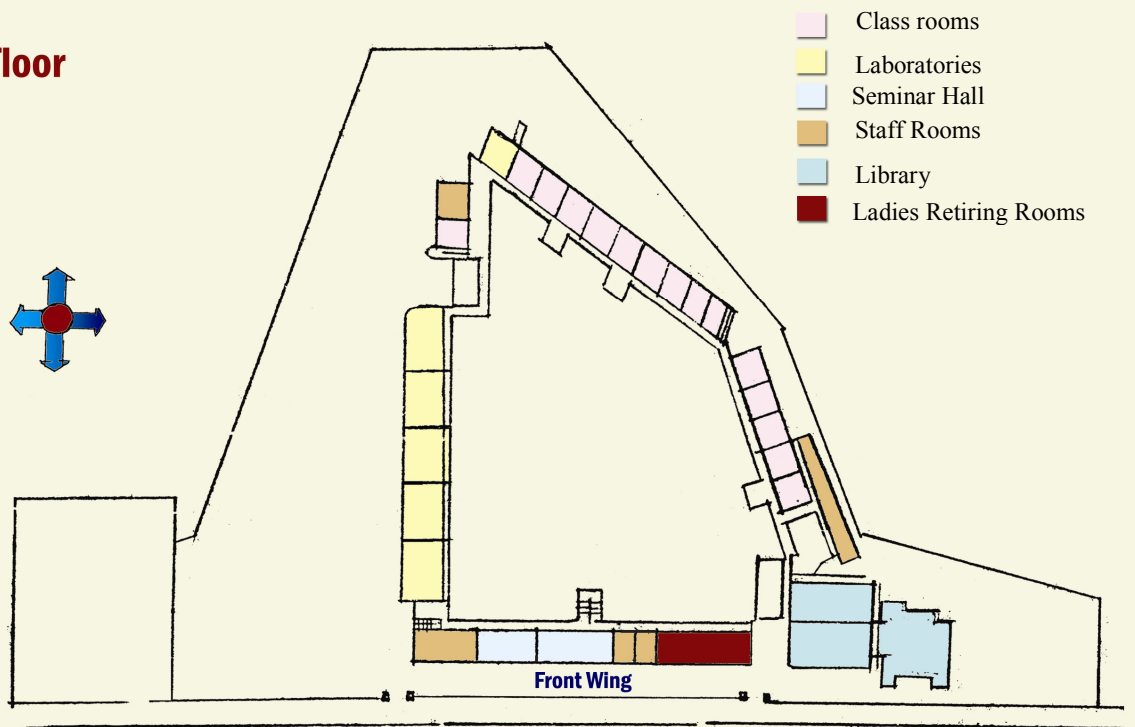 floor
Class rooms
Laboratories
Seminar Hall
Staff Rooms
Library
Ladies Retiring Rooms
Front Wing